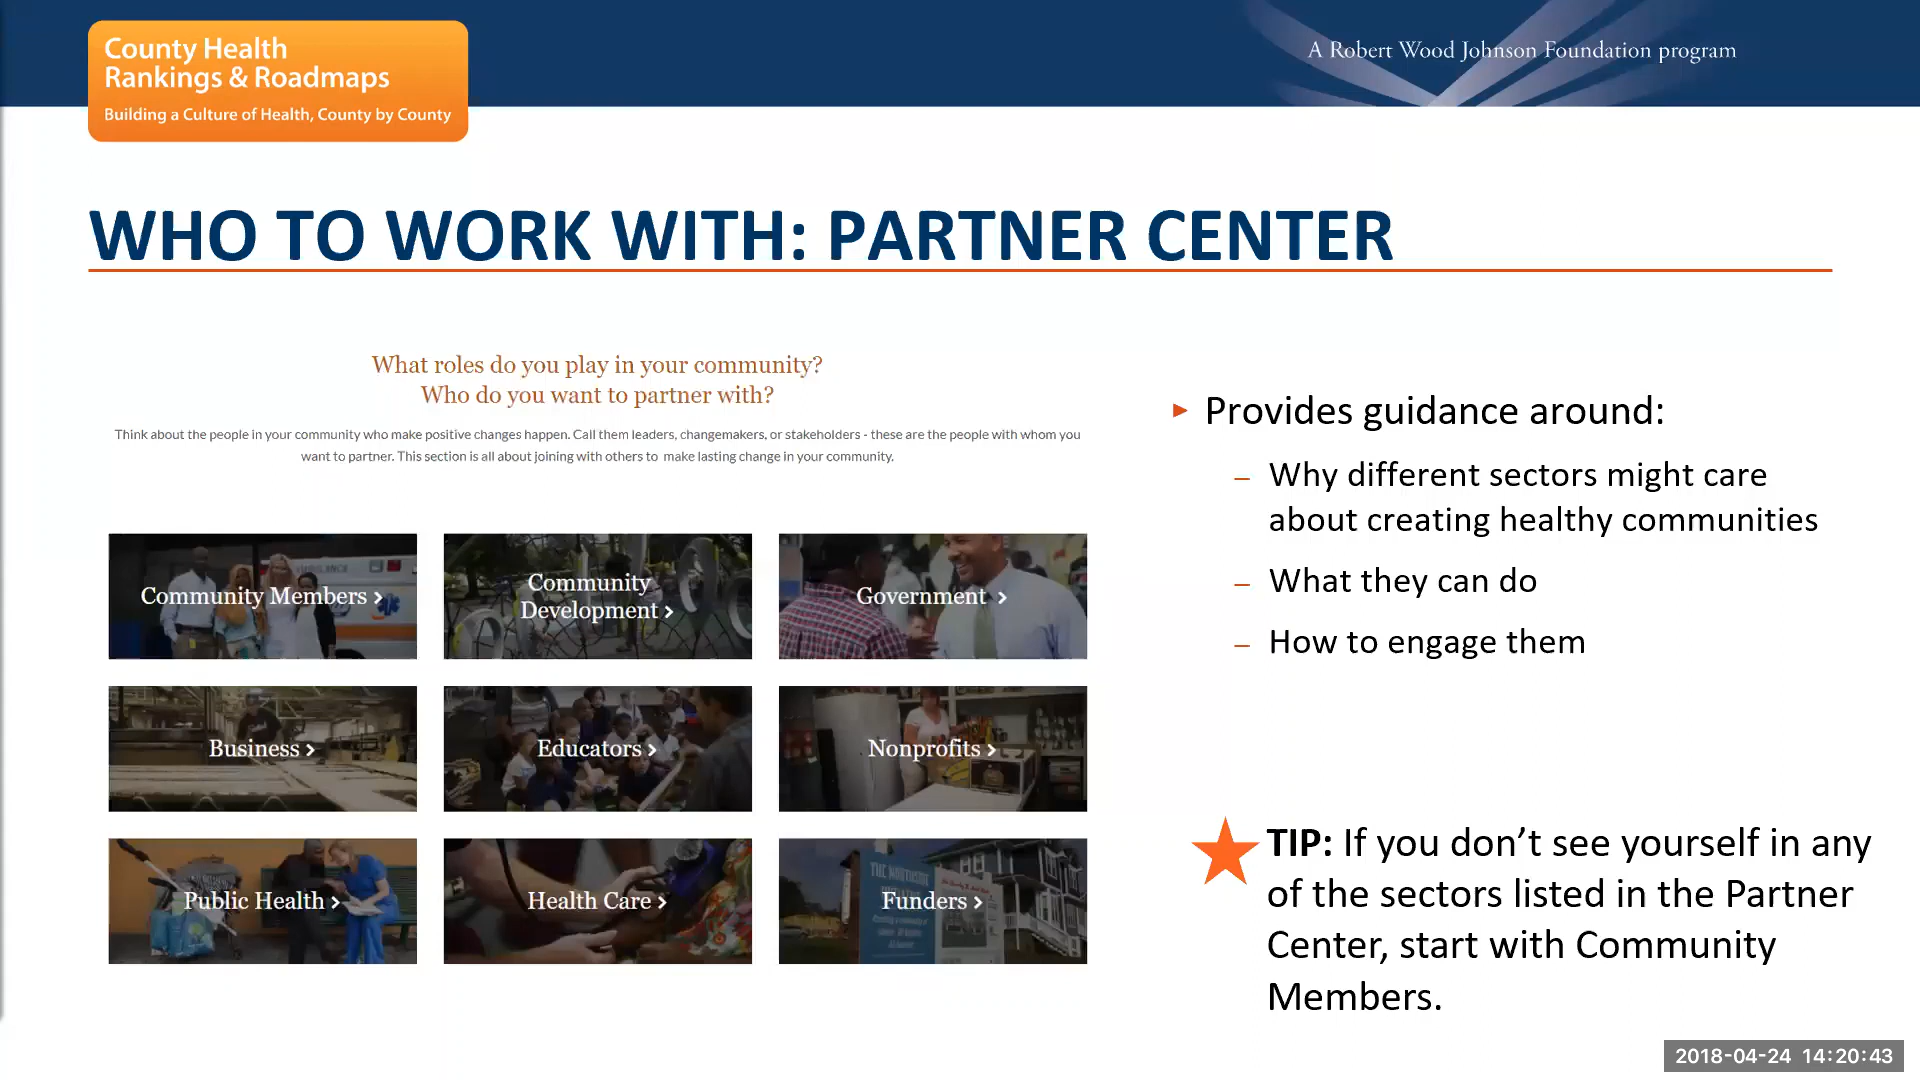 County Health
Rankings & Roadmaps
Building a Culture of Health, County by County
A Robert Wood Johnson Foundation program
WHO TO WORK WITH: PARTNER CENTER
What roles do you play in your community?
Who do you want to partner with?
Think about the people in your community who make positive changes happen. Call them leaders, changemakers, or stakeholders - these are the people with whom you
want to partner. This section is all about joining with others to make lasting change in your community.
Community Members ›
Community
Development ›
Government ›
AMBULANCE
Business ›
Educators ›
Nonprofits ›
Public Health ›
Health Care ›
Funders ›
THE NORTHSIDE
► Provides guidance around:
– Why different sectors might care
about creating healthy communities
– What they can do
– How to engage them
TIP: If you don’t see yourself in any
of the sectors listed in the Partner
Center, start with Community
Members.
2018-04-24 14:20:43